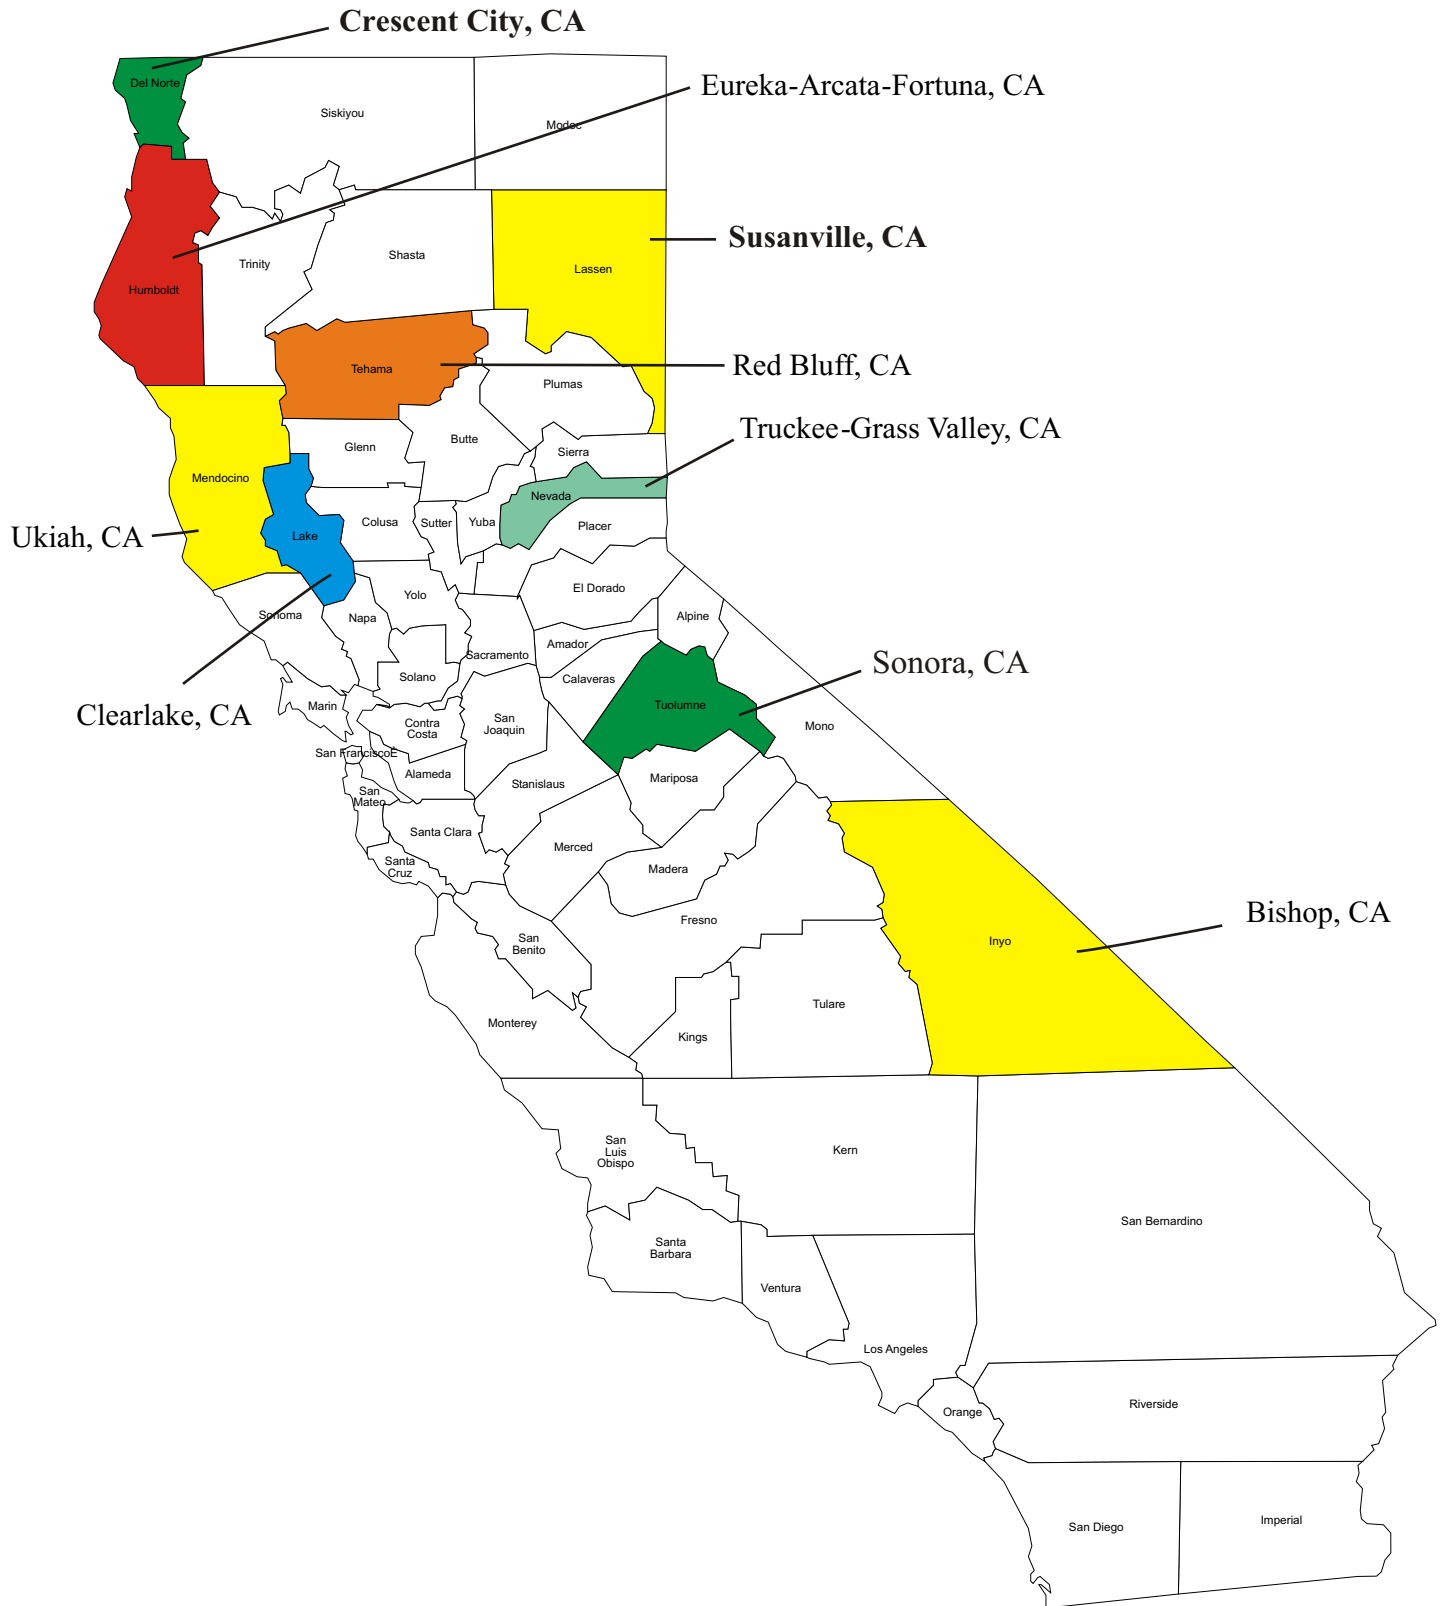 Crescent City, CA
Del Norte
Eureka-Arcata-Fortuna, CA
Siskiyou
Modoc
Susanville, CA
Shasta
Trinity
Lassen
Humboldt
Red Bluff, CA
Tehama
Plumas
Truckee-Grass Valley, CA
Butte
Glenn
Sierra
Mendocino
Nevada
Colusa
Sutter
Yuba
Placer
Ukiah, CA
Lake
El Dorado
Yolo
Sonoma
Napa
Alpine
Amador
Sacramento
Sonora, CA
Solano
Calaveras
Clearlake, CA
Marin
Tuolumne
Contra
Costa
San
Joaquin
Mono
San FranciscoÊ
Alameda
Mariposa
Stanislaus
San
Mateo
Santa Clara
Merced
Santa
Cruz
Madera
Bishop, CA
Fresno
San
Benito
Inyo
Tulare
Monterey
Kings
San
Luis
Obispo
Kern
San Bernardino
Santa
Barbara
Ventura
Los Angeles
Riverside
Orange
San Diego
Imperial